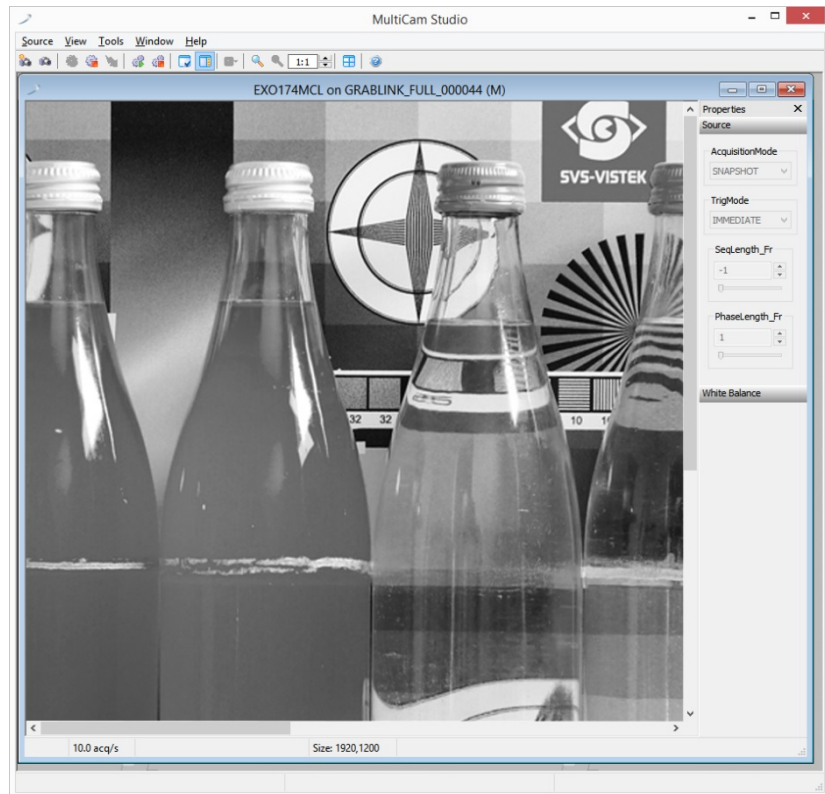 MultiCam Studio
Source View Tools Window Help
1:1
EXO174MCL on GRABLINK_FULL_000044 (M)
Properties
Source
AcquisitionMode
SNAPSHOT
TrigMode
IMMEDIATE
SeqLength_Fr
-1
PhaseLength_Fr
1
White Balance
SVS-VISTEK
32 32
10
10.0 acq/s Size: 1920,1200